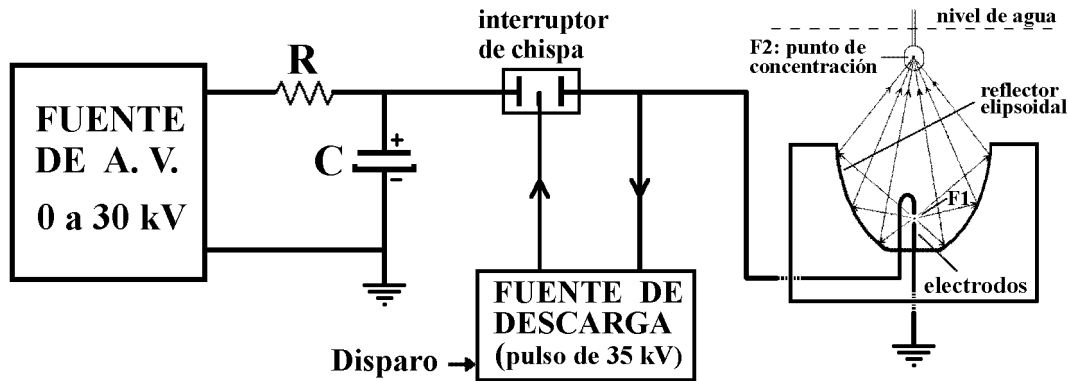 FUENTE
DE A. V.
0 a 30 kV
R
C
+
-
interruptor
de chispa
FUENTE DE
DESCARGA
(pulso de 35 kV)
Disparo
nivel de agua
F2: punto de
concentración
reflector
elipsoidal
F1
electrodos